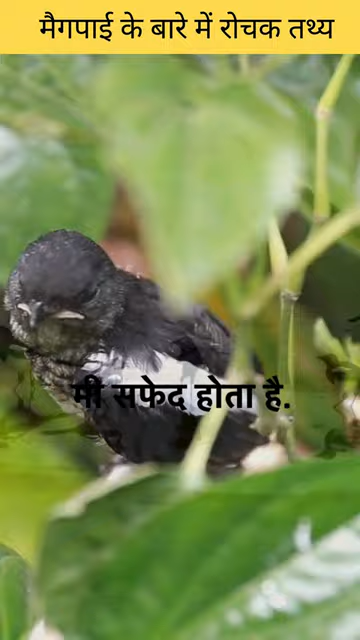 मैगपाई के बारे में रोचक तथ्य
मी सफेद होता है.